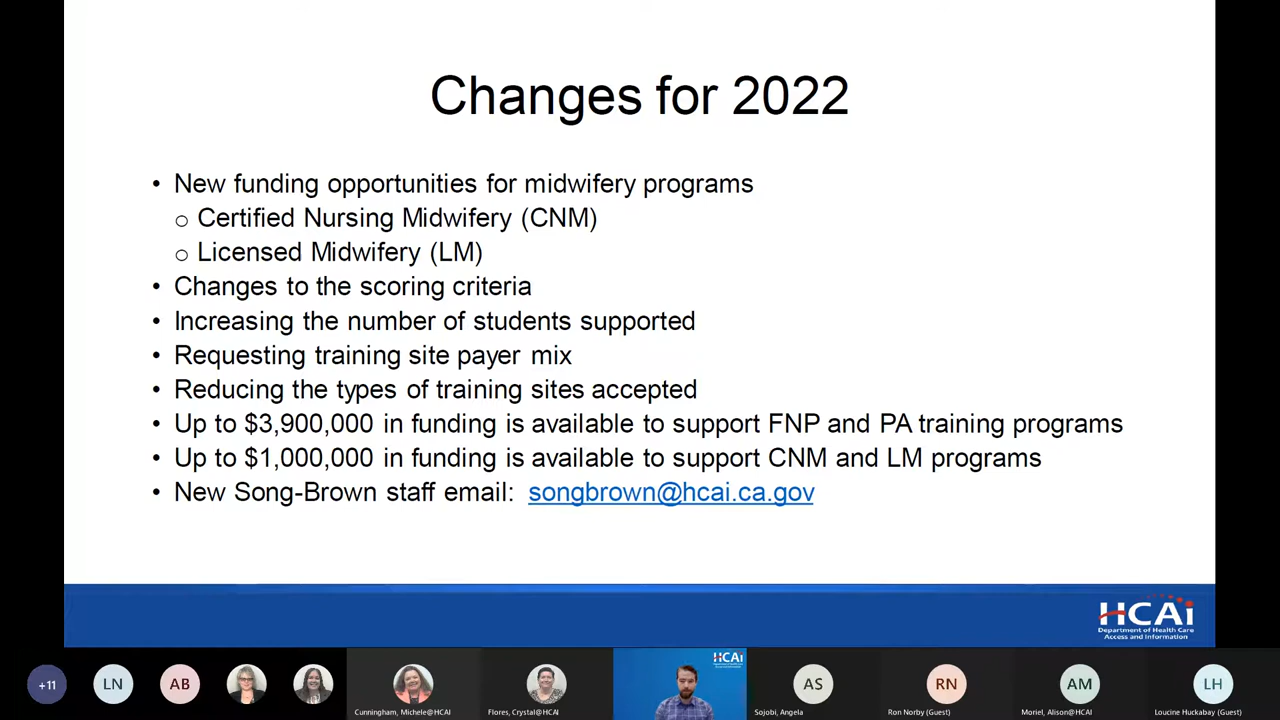 Changes for 2022
• New funding opportunities for midwifery programs
o Certified Nursing Midwifery (CNM)
o Licensed Midwifery (LM)
• Changes to the scoring criteria
• Increasing the number of students supported
• Requesting training site payer mix
• Reducing the types of training sites accepted
• Up to $3,900,000 in funding is available to support FNP and PA training programs
• Up to $1,000,000 in funding is available to support CNM and LM programs
• New Song-Brown staff email: songbrown@hcai.ca.gov
HCAi
Department of Health Care
Access and Information
+11
LN
AB
Cunningham, Michele@HCAI
Flores, Crystal@HCAI
HCAi
AS
Sojobi, Angela
RN
Ron Norby (Guest)
AM
Moriel, Alison@HCAI
LH
Loucine Huckabay (Guest)